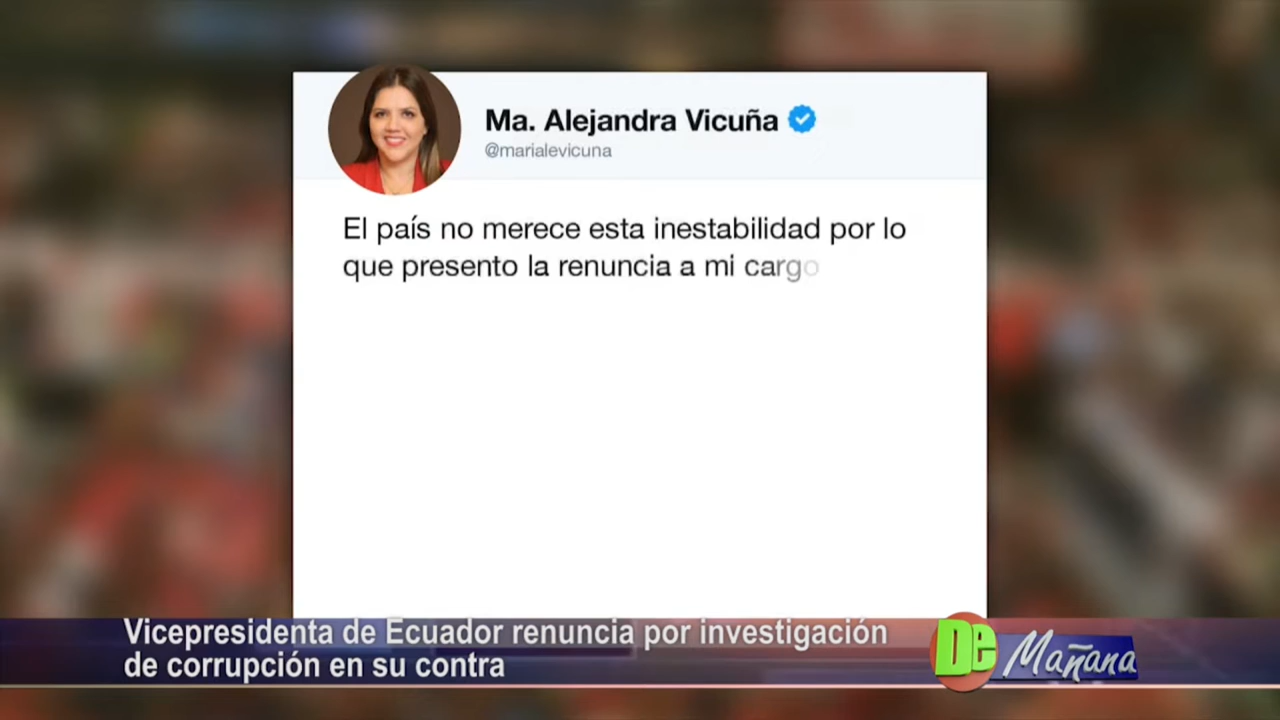 Ma. Alejandra Vicuña
@marialevicuna
El país no merece esta inestabilidad por lo
que presento la renuncia a mi cargo
Vicepresidenta de Ecuador renuncia por investigación
de corrupción en su contra
De Mañana